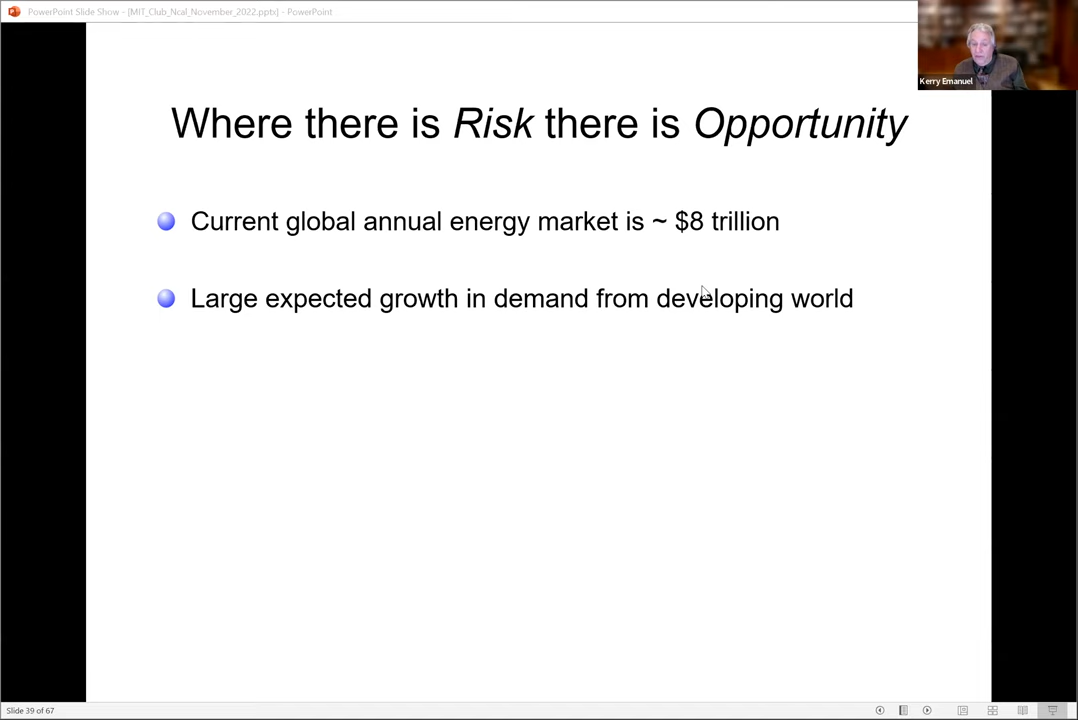 PowerPoint Slide Show - [MIT_Club_Ncal_November_2022.pptx] - PowerPoint
Kerry Emanuel
Where there is Risk there is Opportunity
Current global annual energy market is ~ $8 trillion
Large expected growth in demand from developing world
Slide 39 of 67